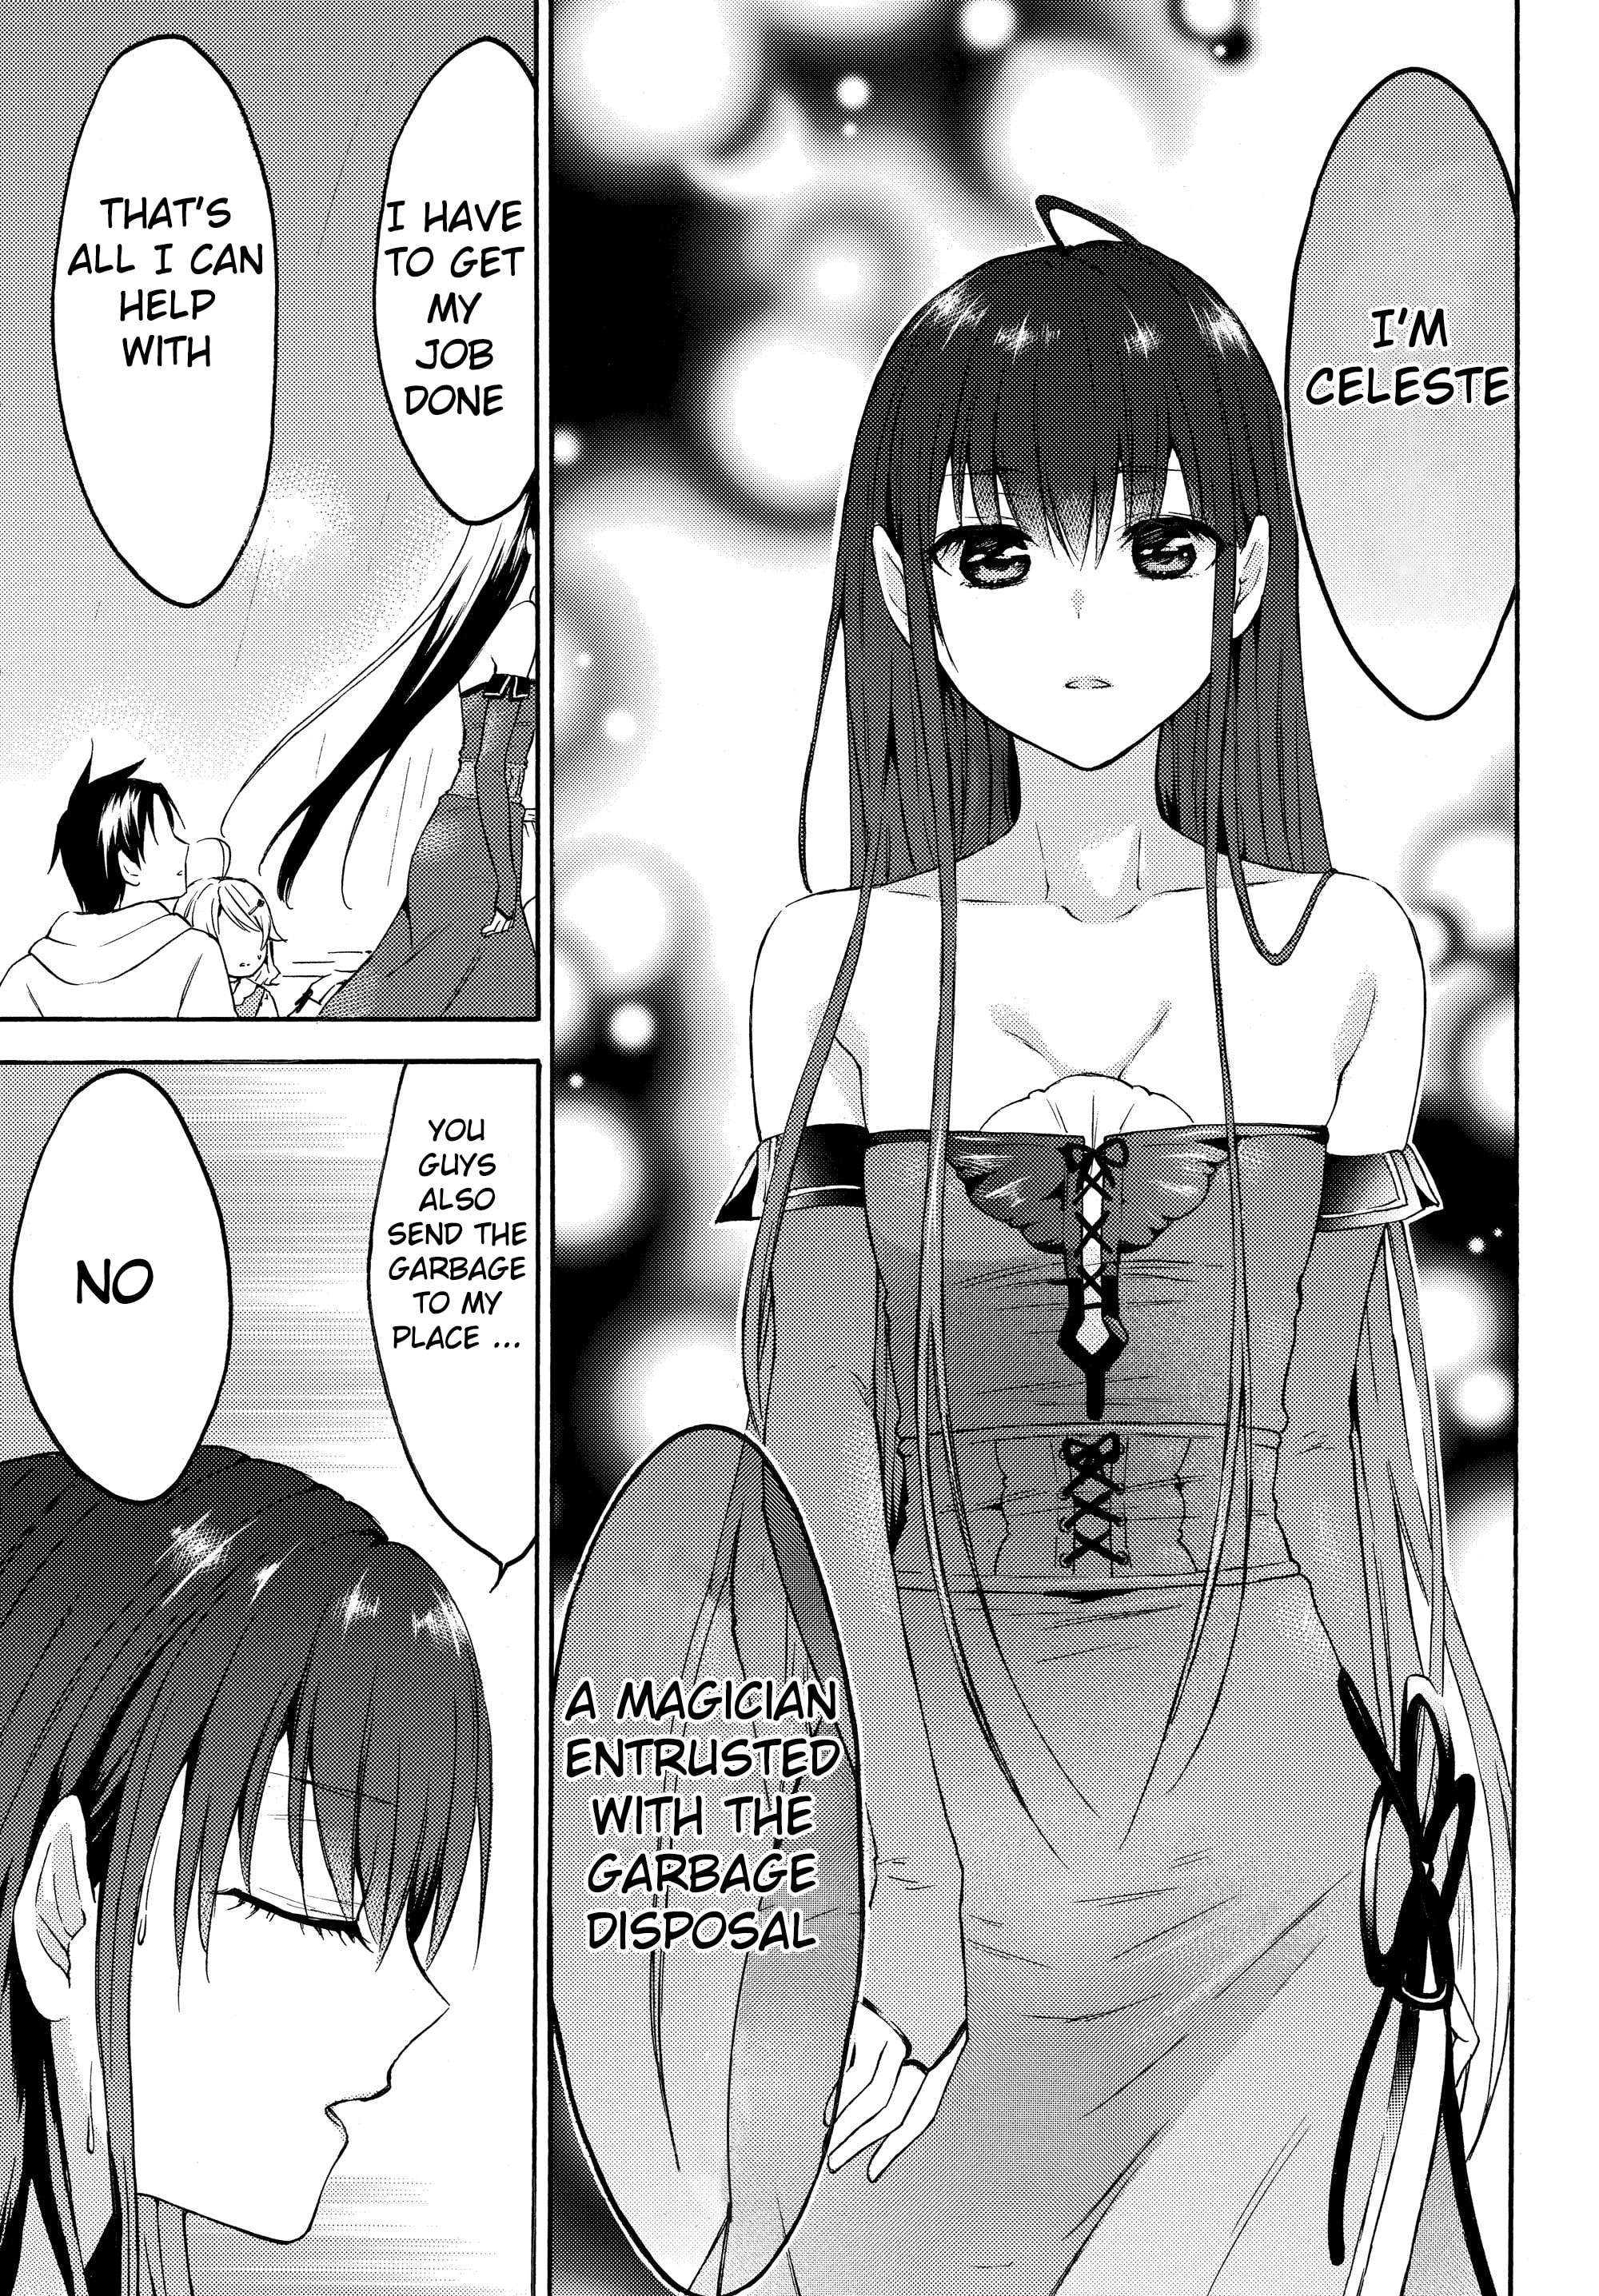 I'M
CELESTE
A MAGICIAN
ENTRUSTED
WITH THE
GARBAGE
DISPOSAL
I HAVE
TO GET
MY
JOB
DONE
THAT'S
ALL I CAN
HELP
WITH
YOU
GUYS
ALSO
SEND THE
GARBAGE
TO MY
PLACE ...
NO